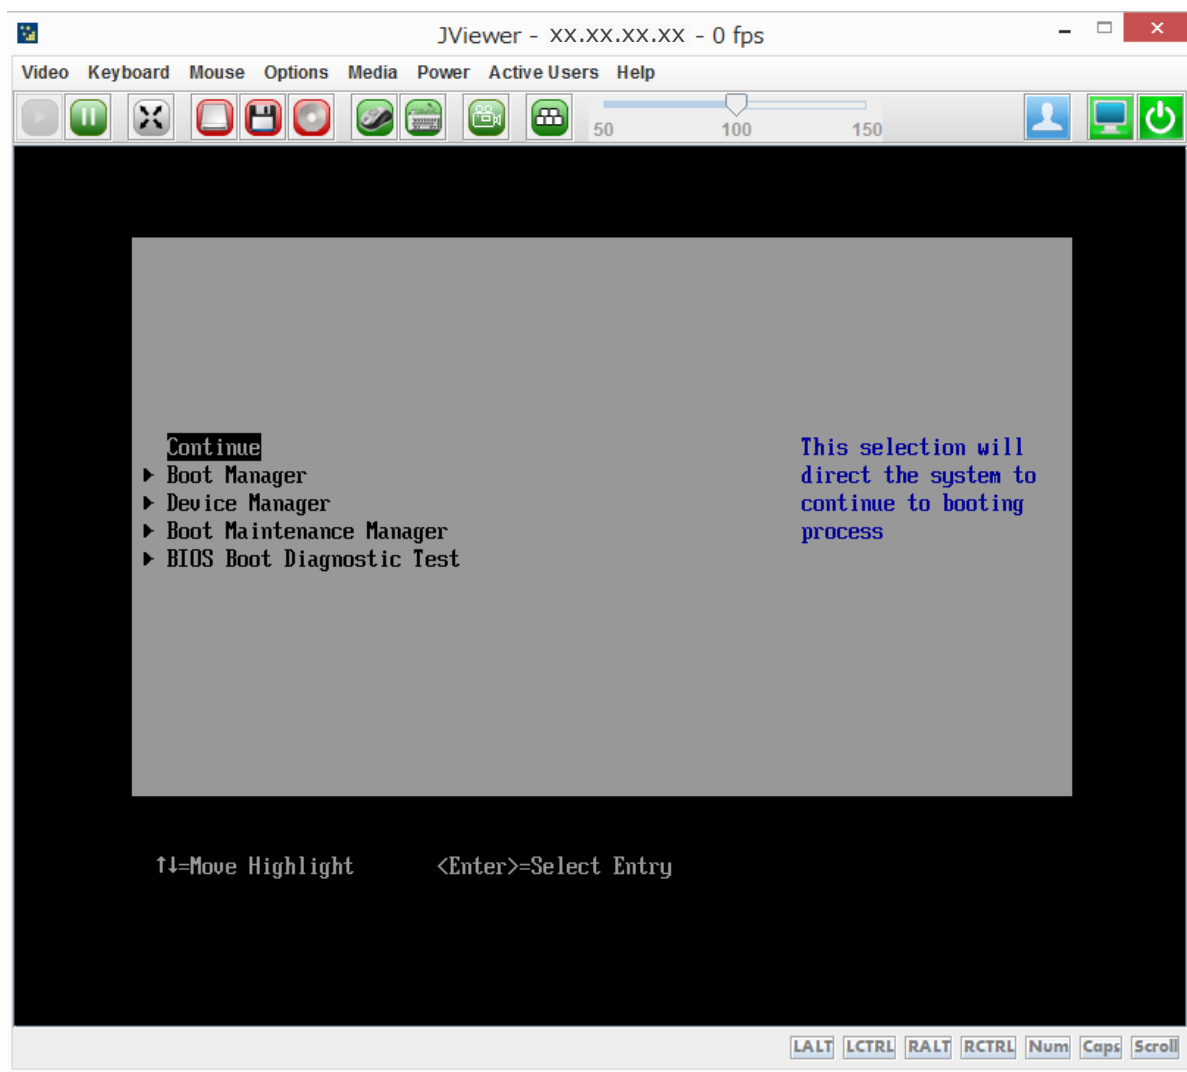 JViewer - XX.XX.XX.XX - 0 fps
Video Keyboard Mouse Options Media Power Active Users Help
50 100 150
Continue
Boot Manager
Device Manager
Boot Maintenance Manager
BIOS Boot Diagnostic Test
This selection will
direct the system to
continue to booting
process
↑↓=Move Highlight <Enter>=Select Entry
LALT LCTRL RALT RCTRL Num Caps Scroll